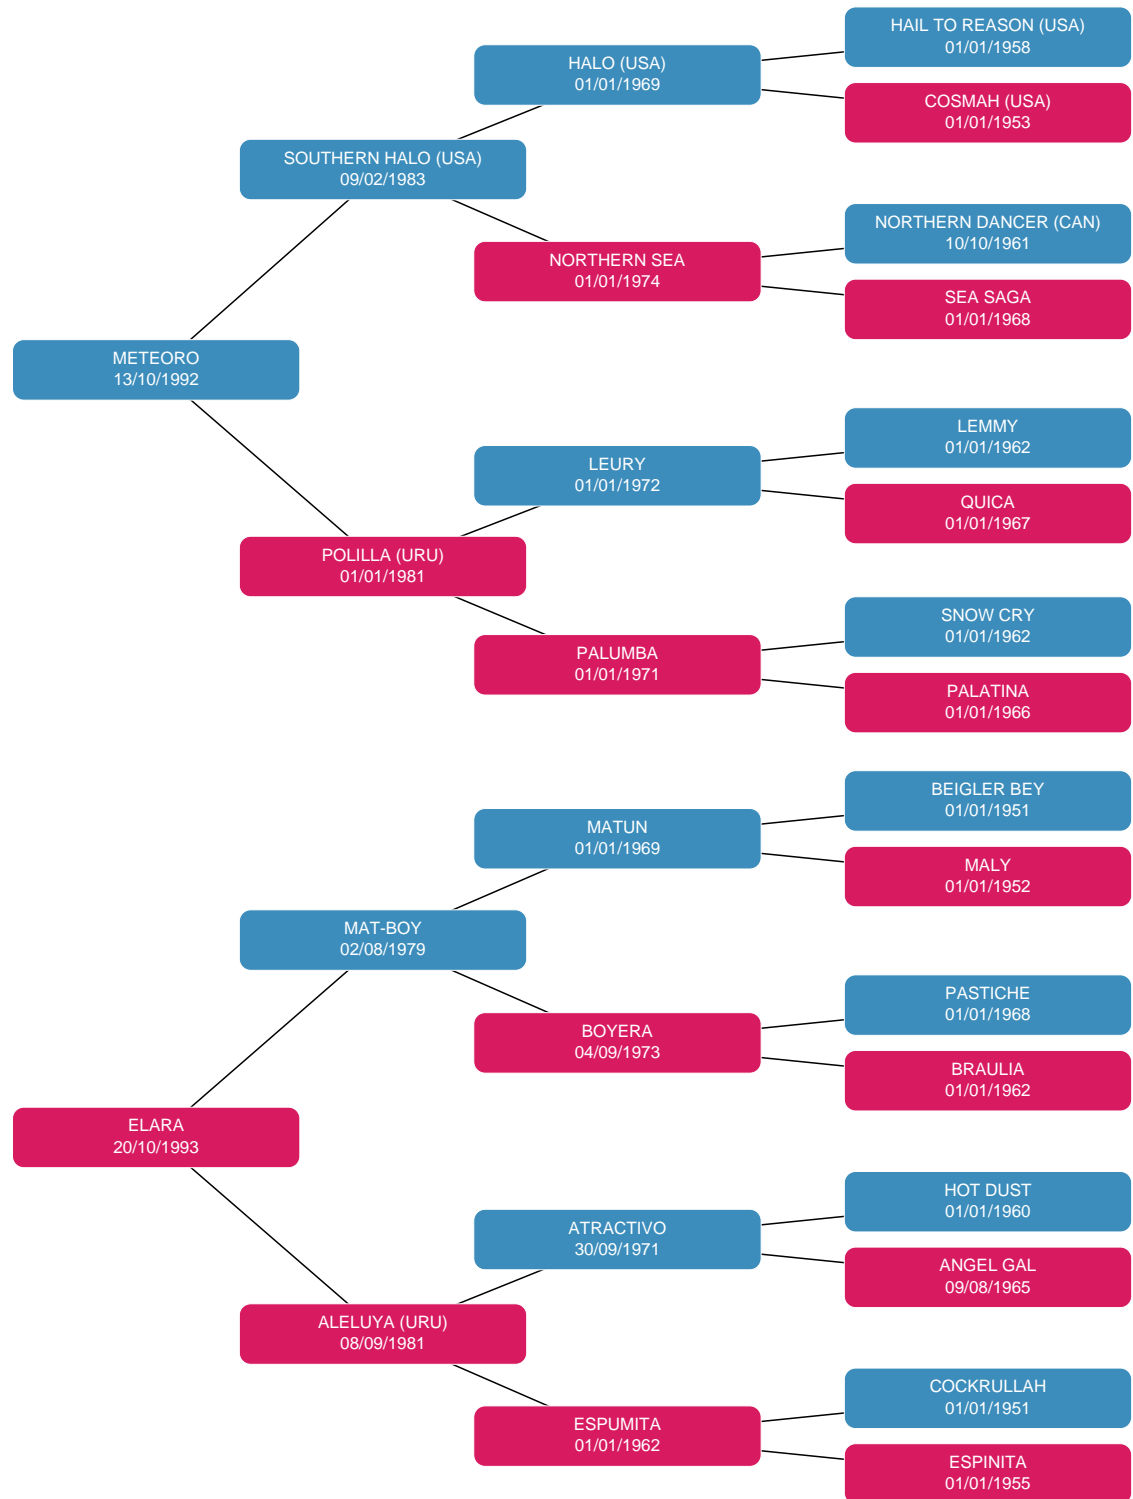 HAIL TO REASON (USA)
01/01/1958
HALO (USA)
01/01/1969
COSMAH (USA)
01/01/1953
SOUTHERN HALO (USA)
09/02/1983
NORTHERN DANCER (CAN)
10/10/1961
NORTHERN SEA
01/01/1974
SEA SAGA
01/01/1968
METEORO
13/10/1992
LEMMY
01/01/1962
LEURY
01/01/1972
QUICA
01/01/1967
POLILLA (URU)
01/01/1981
SNOW CRY
01/01/1962
PALUMBA
01/01/1971
PALATINA
01/01/1966
BEIGLER BEY
01/01/1951
MATUN
01/01/1969
MALY
01/01/1952
MAT-BOY
02/08/1979
PASTICHE
01/01/1968
BOYERA
04/09/1973
BRAULIA
01/01/1962
ELARA
20/10/1993
HOT DUST
01/01/1960
ATRACTIVO
30/09/1971
ANGEL GAL
09/08/1965
ALELUYA (URU)
08/09/1981
COCKRULLAH
01/01/1951
ESPUMITA
01/01/1962
ESPINITA
01/01/1955